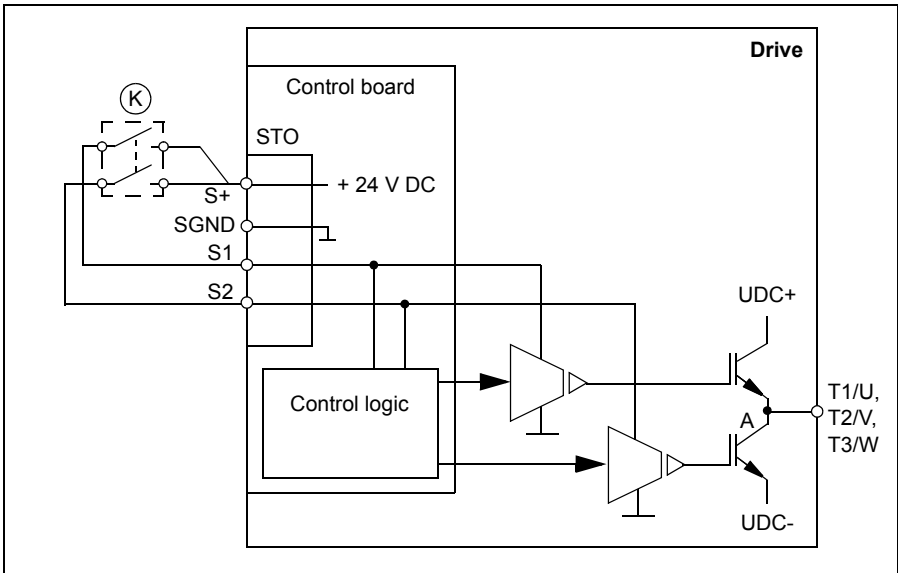 Drive
Control board
K
STO
S+
+ 24 V DC
SGND
S1
S2
UDC+
Control logic
A
T1/U,
T2/V,
T3/W
UDC-